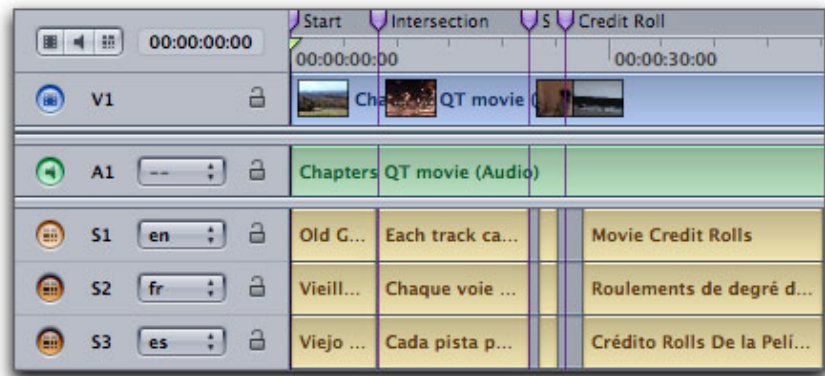 Start Intersection S Credit Roll
00:00:00:00 00:00:00:00 00:00:30:00
V1 QT movie
A1 -- Chapters QT movie (Audio)
S1 en Old G... Each track ca... Movie Credit Rolls
S2 fr Vieill... Chaque voie ... Roulements de degré d...
S3 es Viejo ... Cada pista p... Crédito Rolls De la Pelí...